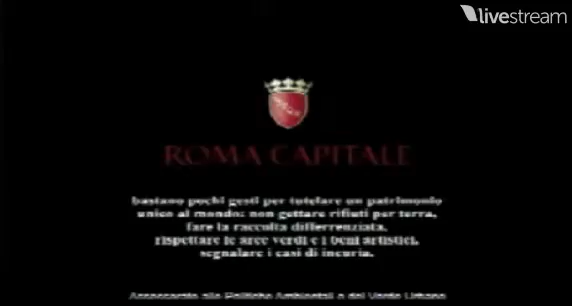 livestream
ROMA CAPITALE
bastano pochi gesti per tutelare un patrimonio
unico al mondo: non gettare rifiuti per terra,
fare la raccolta differenziata,
rispettare le aree verdi e i beni artistici,
segnalare i casi di incuria.
Assessorato alle Politiche Ambientali e del Verde Urbano